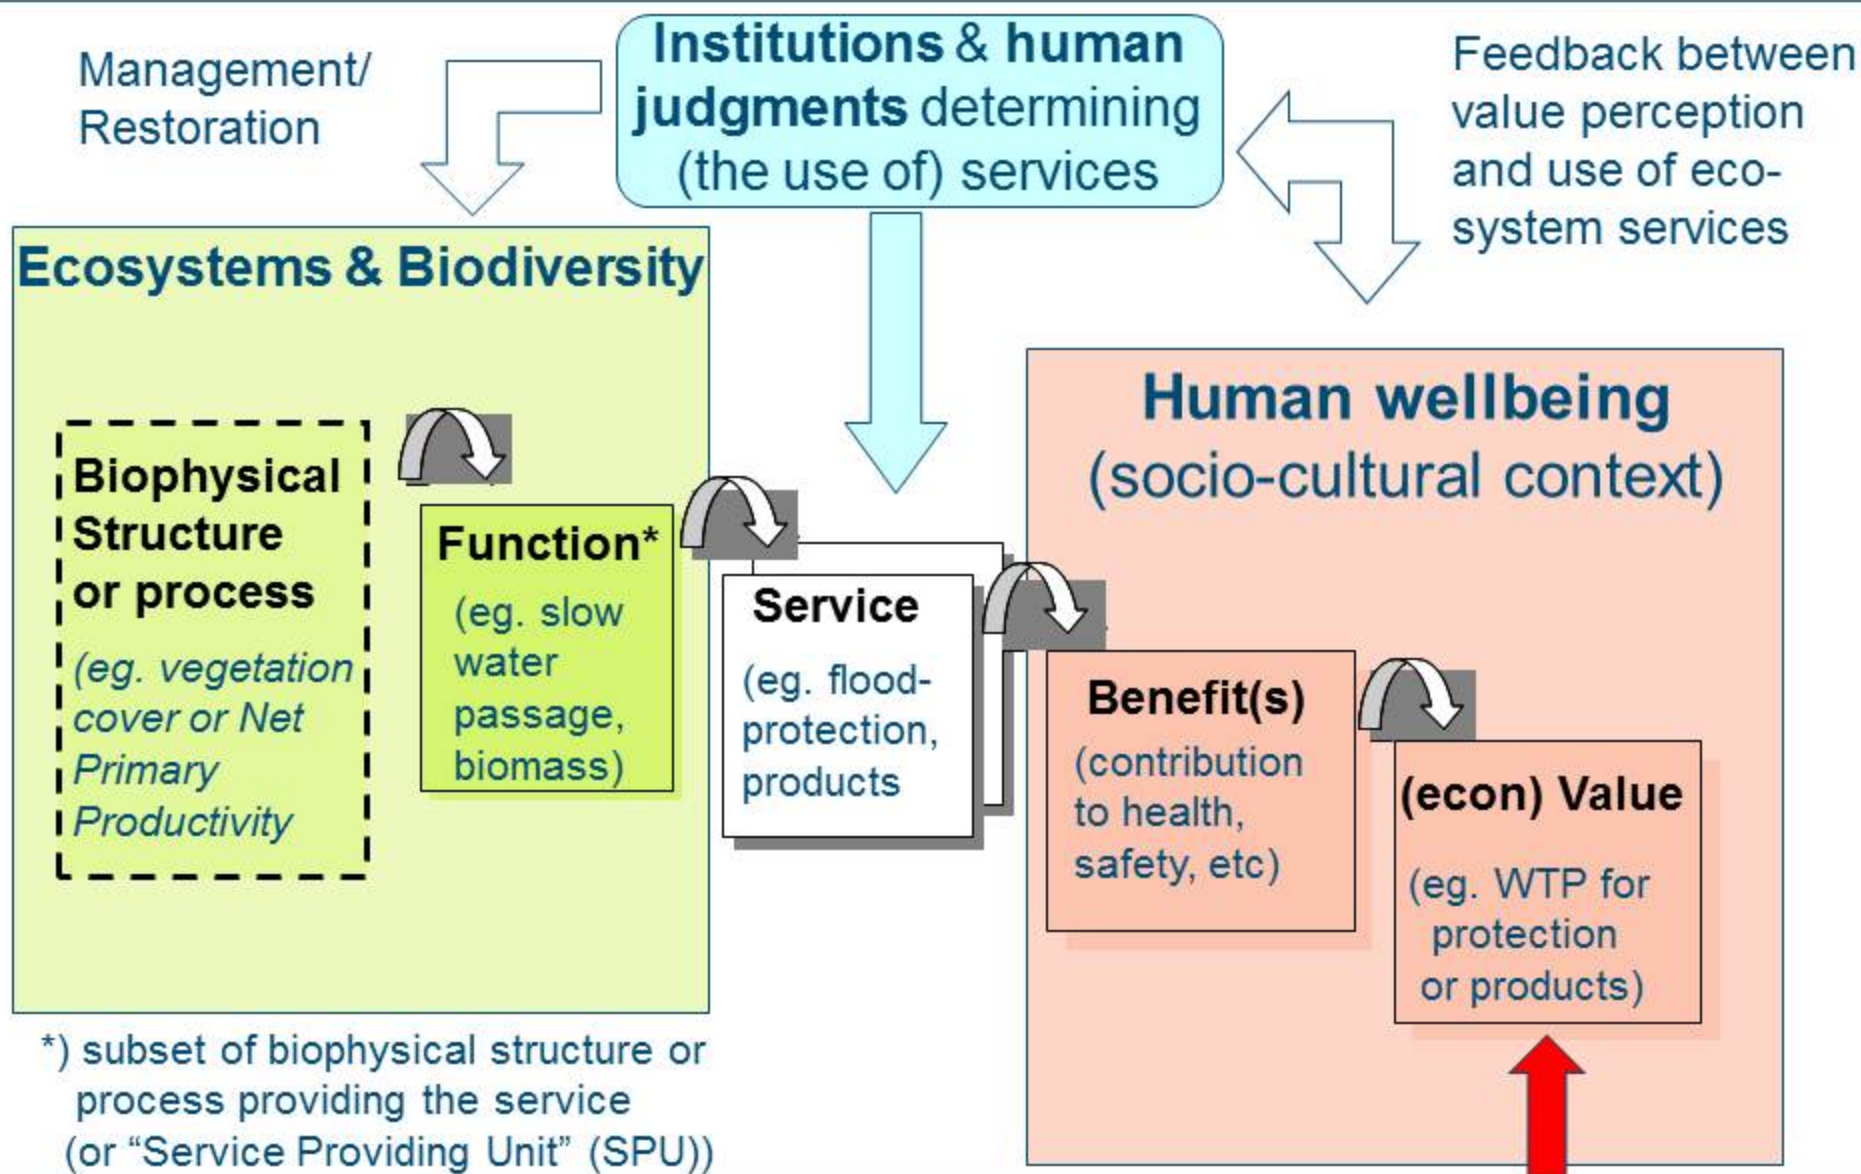 Management/
Restoration
Institutions & human
judgments determining
(the use of) services
Feedback between
value perception
and use of eco-
system services
Ecosystems & Biodiversity
Biophysical
Structure
or process
(eg. vegetation
cover or Net
Primary
Productivity
Function*
(eg. slow
water
passage,
biomass)
Service
(eg. flood-
protection,
products
Human wellbeing
(socio-cultural context)
Benefit(s)
(contribution
to health,
safety, etc)
(econ) Value
(eg. WTP for
protection
or products)
*) subset of biophysical structure or
process providing the service
(or “Service Providing Unit” (SPU))